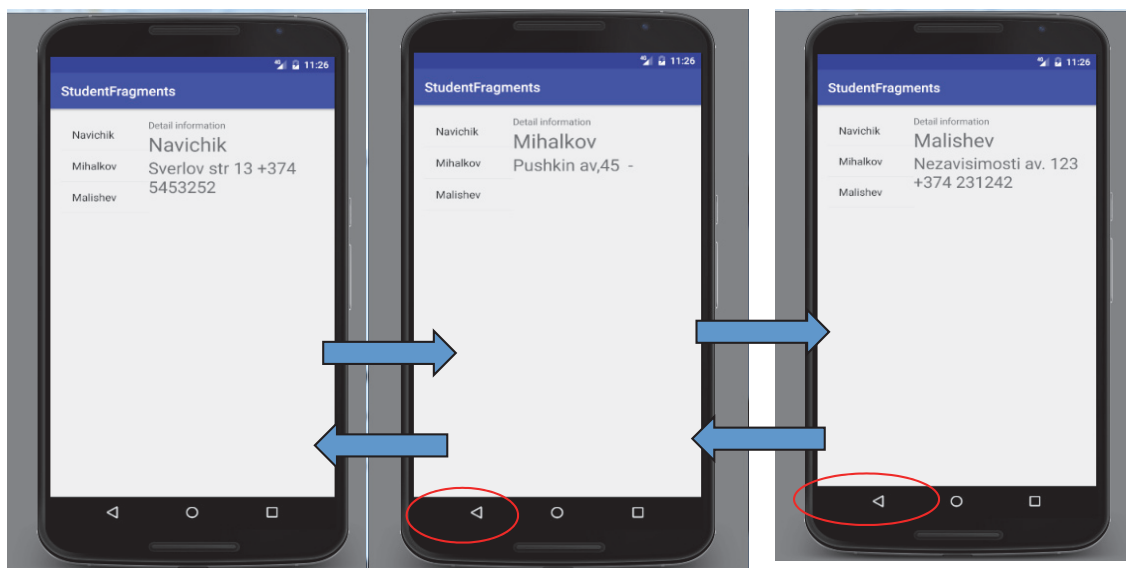 11:26
StudentFragments
Navichik
Mihalkov
Malishev
Detail information
Navichik
Sverlov str 13 +374
5453252
11:26
StudentFragments
Navichik
Mihalkov
Malishev
Detail information
Mihalkov
Pushkin av,45 -
11:26
StudentFragments
Navichik
Mihalkov
Malishev
Detail information
Malishev
Nezavisimosti av. 123
+374 231242